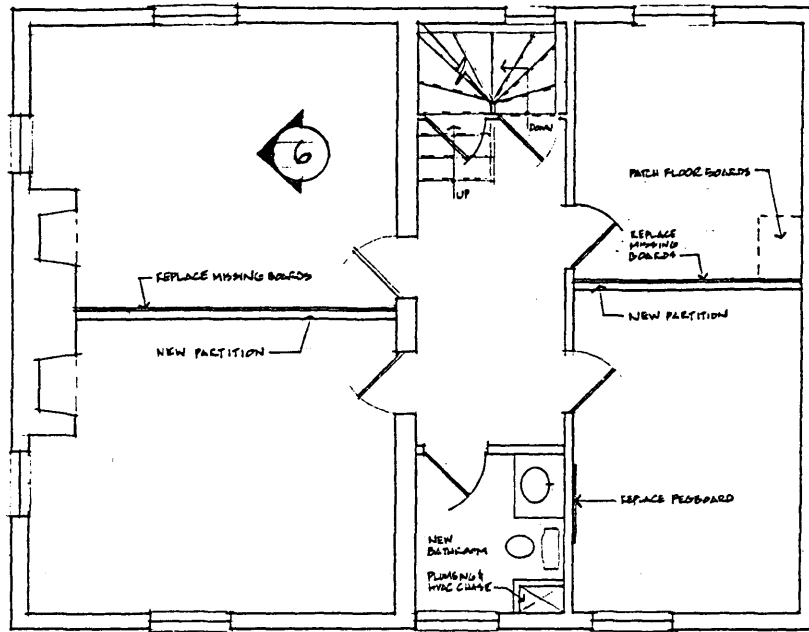 6
DOWN
UP
PATCH FLOOR BOARDS
REPLACE
MISSING
BOARDS
REPLACE MISSING BOARDS
NEW PARTITION
NEW PARTITION
REPLACE PEGBOARD
NEW
BATHROOM
PLUMBING &
HVAC CHASE